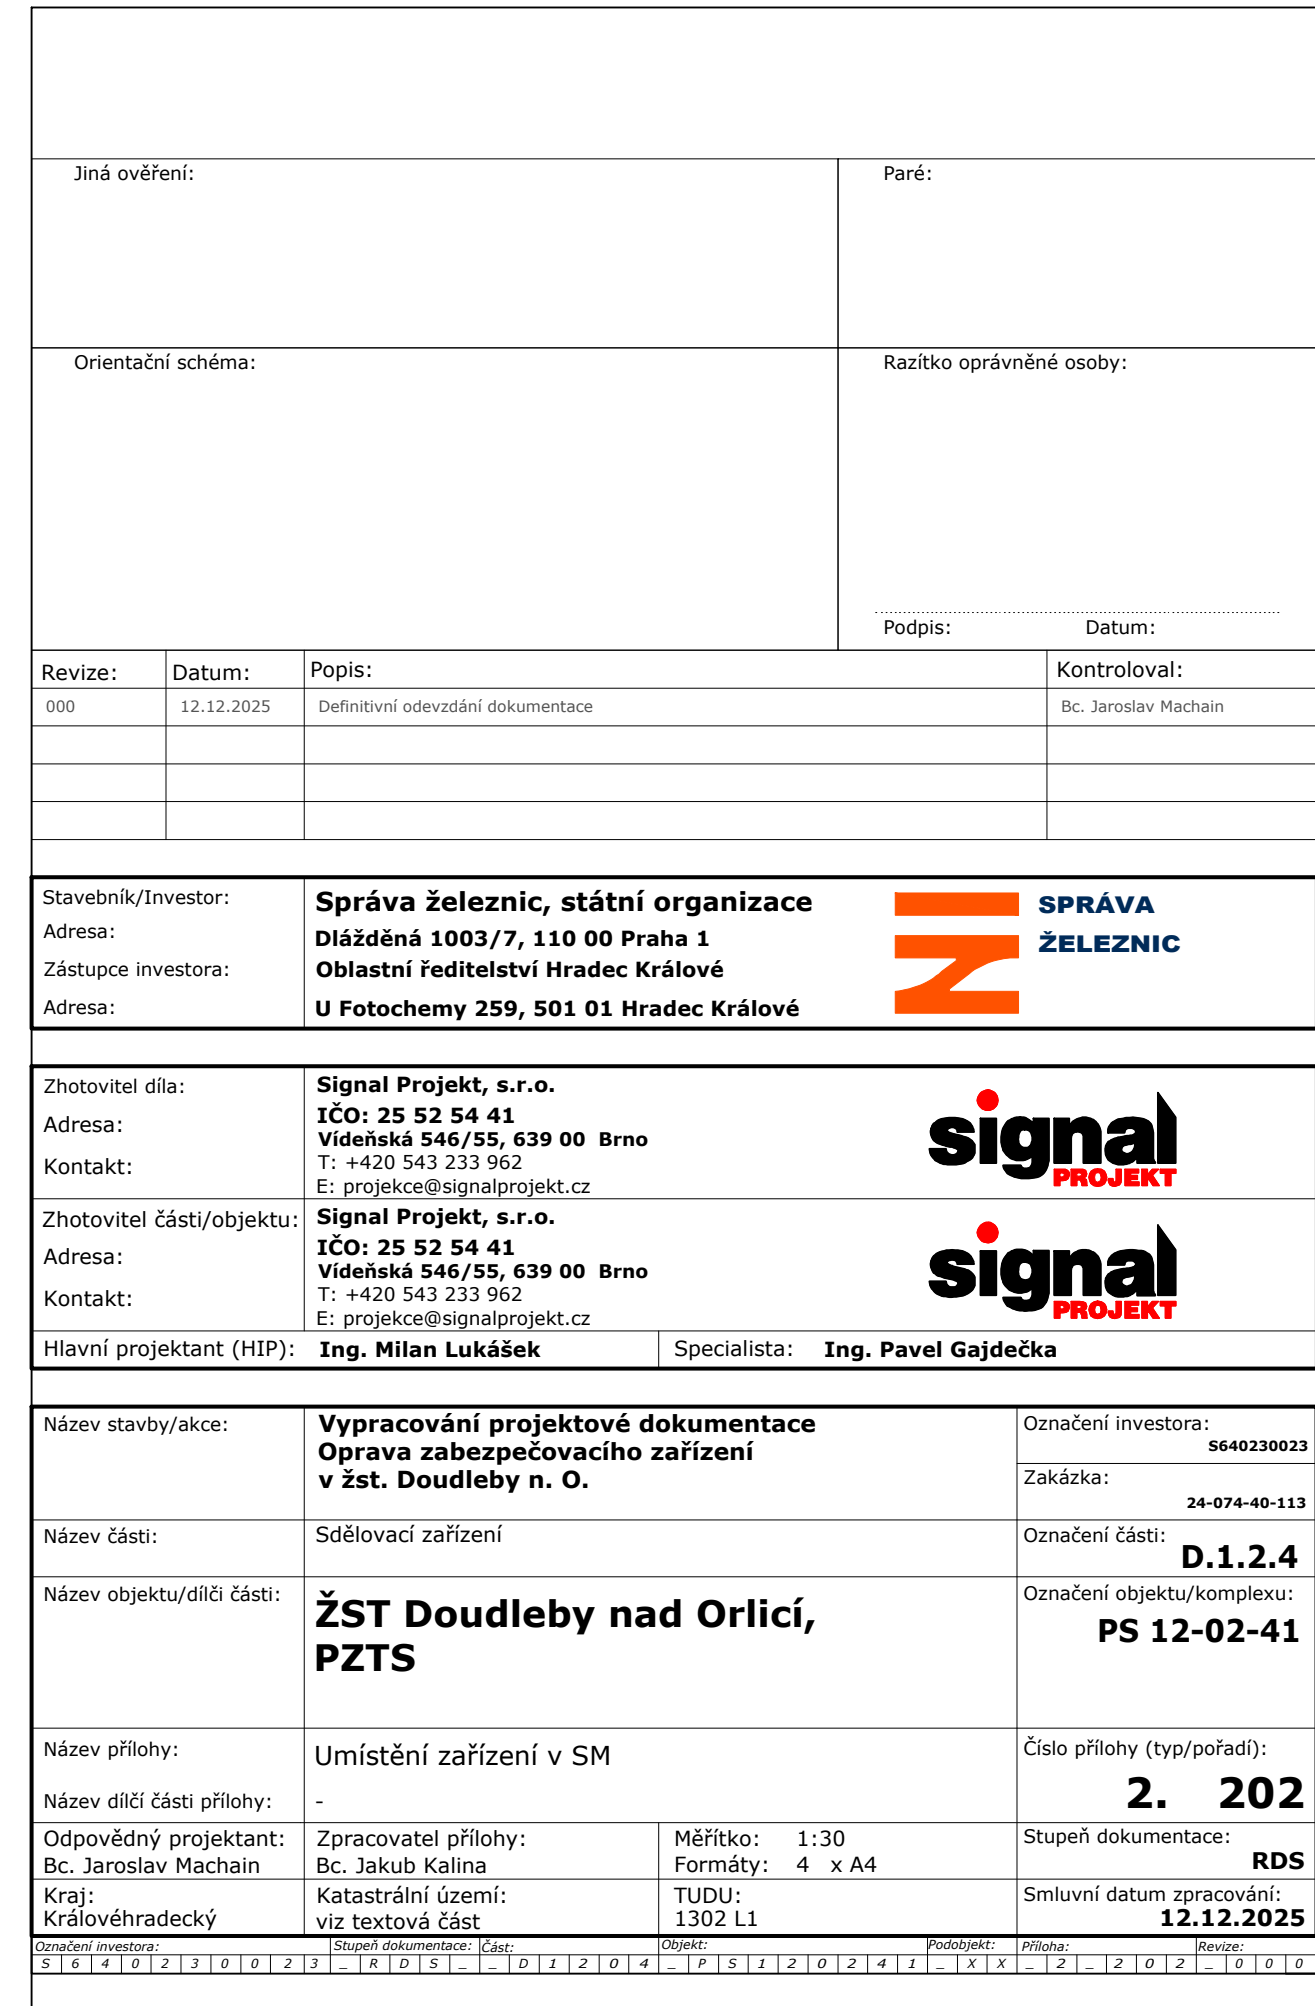 Jiná ověření:
Paré:
Orientační schéma:
Razítko oprávněné osoby:
Podpis: Datum:
Revize: Datum: Popis: Kontroloval:
000 12.12.2025 Definitivní odevzdání dokumentace Bc. Jaroslav Machain
Stavebník/Investor: Správa železnic, státní organizace
Adresa: Dlážděná 1003/7, 110 00 Praha 1
Zástupce investora: Oblastní ředitelství Hradec Králové
Adresa: U Fotochemy 259, 501 01 Hradec Králové
SPRÁVA
ŽELEZNIC
Zhotovitel díla: Signal Projekt, s.r.o.
IČO: 25 52 54 41
Adresa: Vídeňská 546/55, 639 00 Brno
Kontakt: T: +420 543 233 962
E: projekce@signalprojekt.cz
signal
PROJEKT
Zhotovitel části/objektu: Signal Projekt, s.r.o.
IČO: 25 52 54 41
Adresa: Vídeňská 546/55, 639 00 Brno
Kontakt: T: +420 543 233 962
E: projekce@signalprojekt.cz
signal
PROJEKT
Hlavní projektant (HIP): Ing. Milan Lukášek Specialista: Ing. Pavel Gajdečka
Název stavby/akce: Vypracování projektové dokumentace
Oprava zabezpečovacího zařízení
v žst. Doudleby n. O.
Označení investora:
S640230023
Zakázka:
24-074-40-113
Název části: Sdělovací zařízení
Označení části:
D.1.2.4
Název objektu/dílči části: ŽST Doudleby nad Orlicí,
PZTS
Označení objektu/komplexu:
PS 12-02-41
Název přílohy: Umístění zařízení v SM
Název dílčí části přílohy: -
Číslo přílohy (typ/pořadí):
2. 202
Odpovědný projektant: Zpracovatel přílohy: Měřítko: 1:30 Stupeň dokumentace:
Bc. Jaroslav Machain Bc. Jakub Kalina Formáty: 4 x A4 RDS
Kraj: Katastrální území: TUDU: Smluvní datum zpracování:
Královéhradecký viz textová část 1302 L1 12.12.2025
Označení investora: Stupeň dokumentace: Část: Objekt: Podobjekt: Příloha: Revize:
S 6 4 0 2 3 0 0 2 3 _ R D S _ _ D 1 2 0 4 _ P S 1 2 0 2 4 1 _ X X _ 2 _ 2 0 2 _ 0 0 0